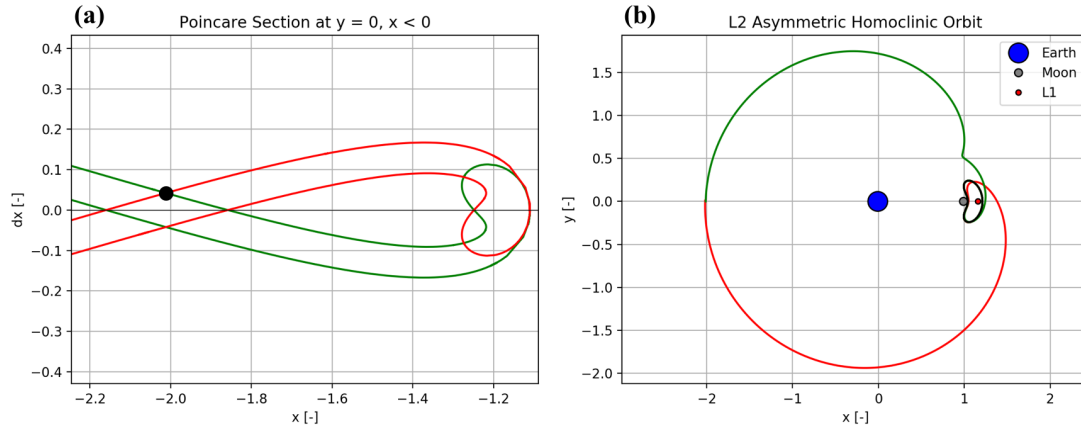 (a)
Poincare Section at y = 0, x < 0
0.4
0.3
0.2
0.1
0.0
−0.1
−0.2
−0.3
−0.4
dx [-]
−2.2
−2.0
−1.8
−1.6
−1.4
−1.2
x [-]
(b)
L2 Asymmetric Homoclinic Orbit
Earth
Moon
L1
1.5
1.0
0.5
0.0
−0.5
−1.0
−1.5
−2.0
y [-]
−2
−1
0
1
2
x [-]